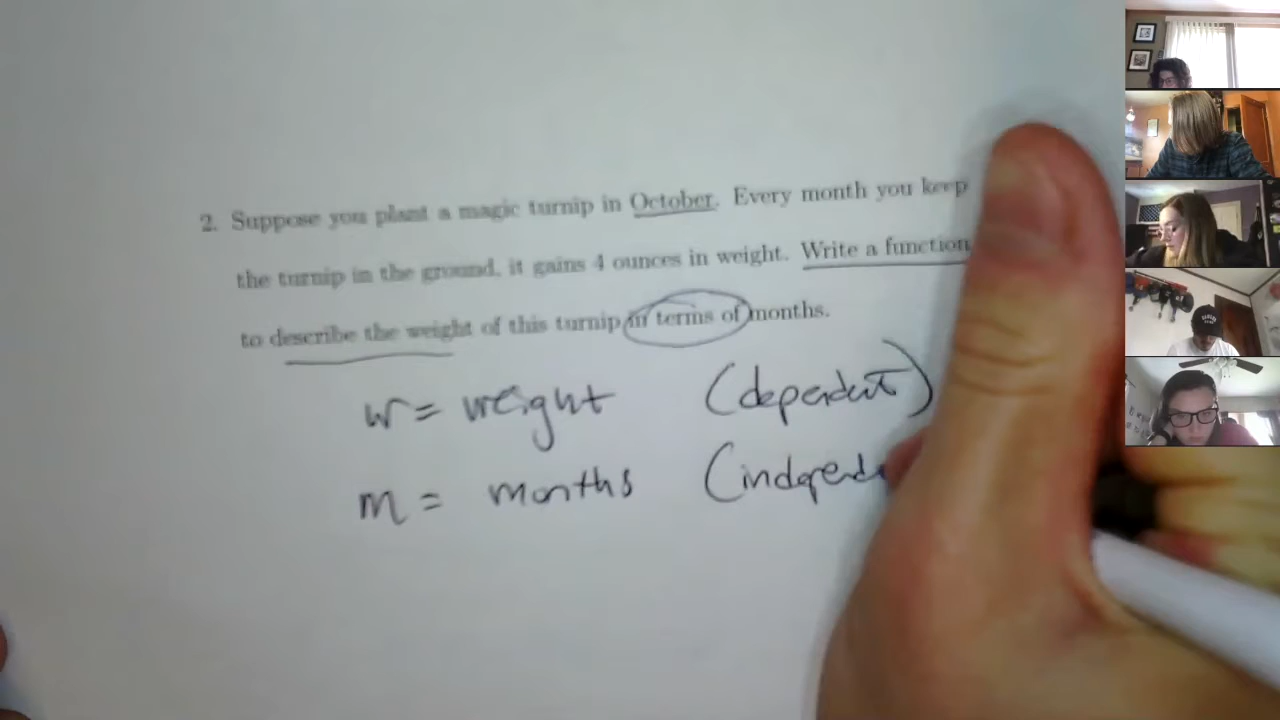 2. Suppose you plant a magic turnip in October. Every month you keep
the turnip in the ground, it gains 4 ounces in weight. Write a function
to describe the weight of this turnip in terms of months.
w = weight (dependent)
m = months